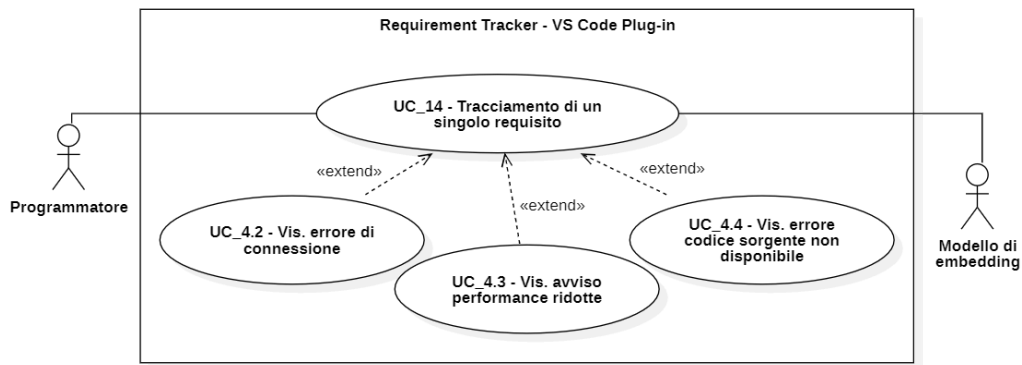 Requirement Tracker - VS Code Plug-in
UC_14 - Tracciamento di un
singolo requisito
«extend»
«extend»
«extend»
Programmatore
UC_4.2 - Vis. errore di
connessione
UC_4.3 - Vis. avviso
performance ridotte
UC_4.4 - Vis. errore
codice sorgente non
disponibile
Modello di
embedding